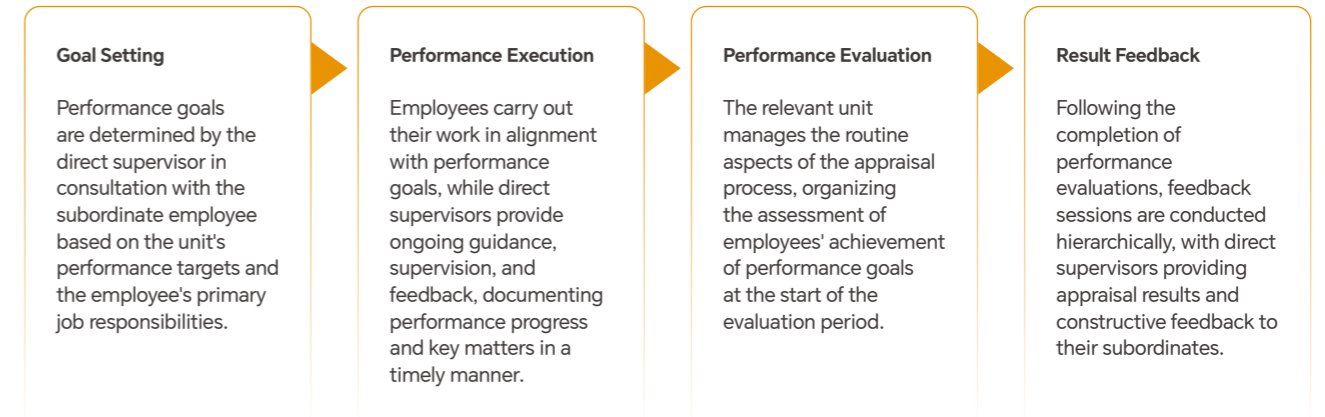 Goal Setting
Performance goals
are determined by the
direct supervisor in
consultation with the
subordinate employee
based on the unit's
performance targets and
the employee's primary
job responsibilities.
Performance Execution
Employees carry out
their work in alignment
with performance
goals, while direct
supervisors provide
ongoing guidance,
supervision, and
feedback, documenting
performance progress
and key matters in a
timely manner.
Performance Evaluation
The relevant unit
manages the routine
aspects of the appraisal
process, organizing
the assessment of
employees' achievement
of performance goals
at the start of the
evaluation period.
Result Feedback
Following the
completion of
performance
evaluations, feedback
sessions are conducted
hierarchically, with direct
supervisors providing
appraisal results and
constructive feedback to
their subordinates.